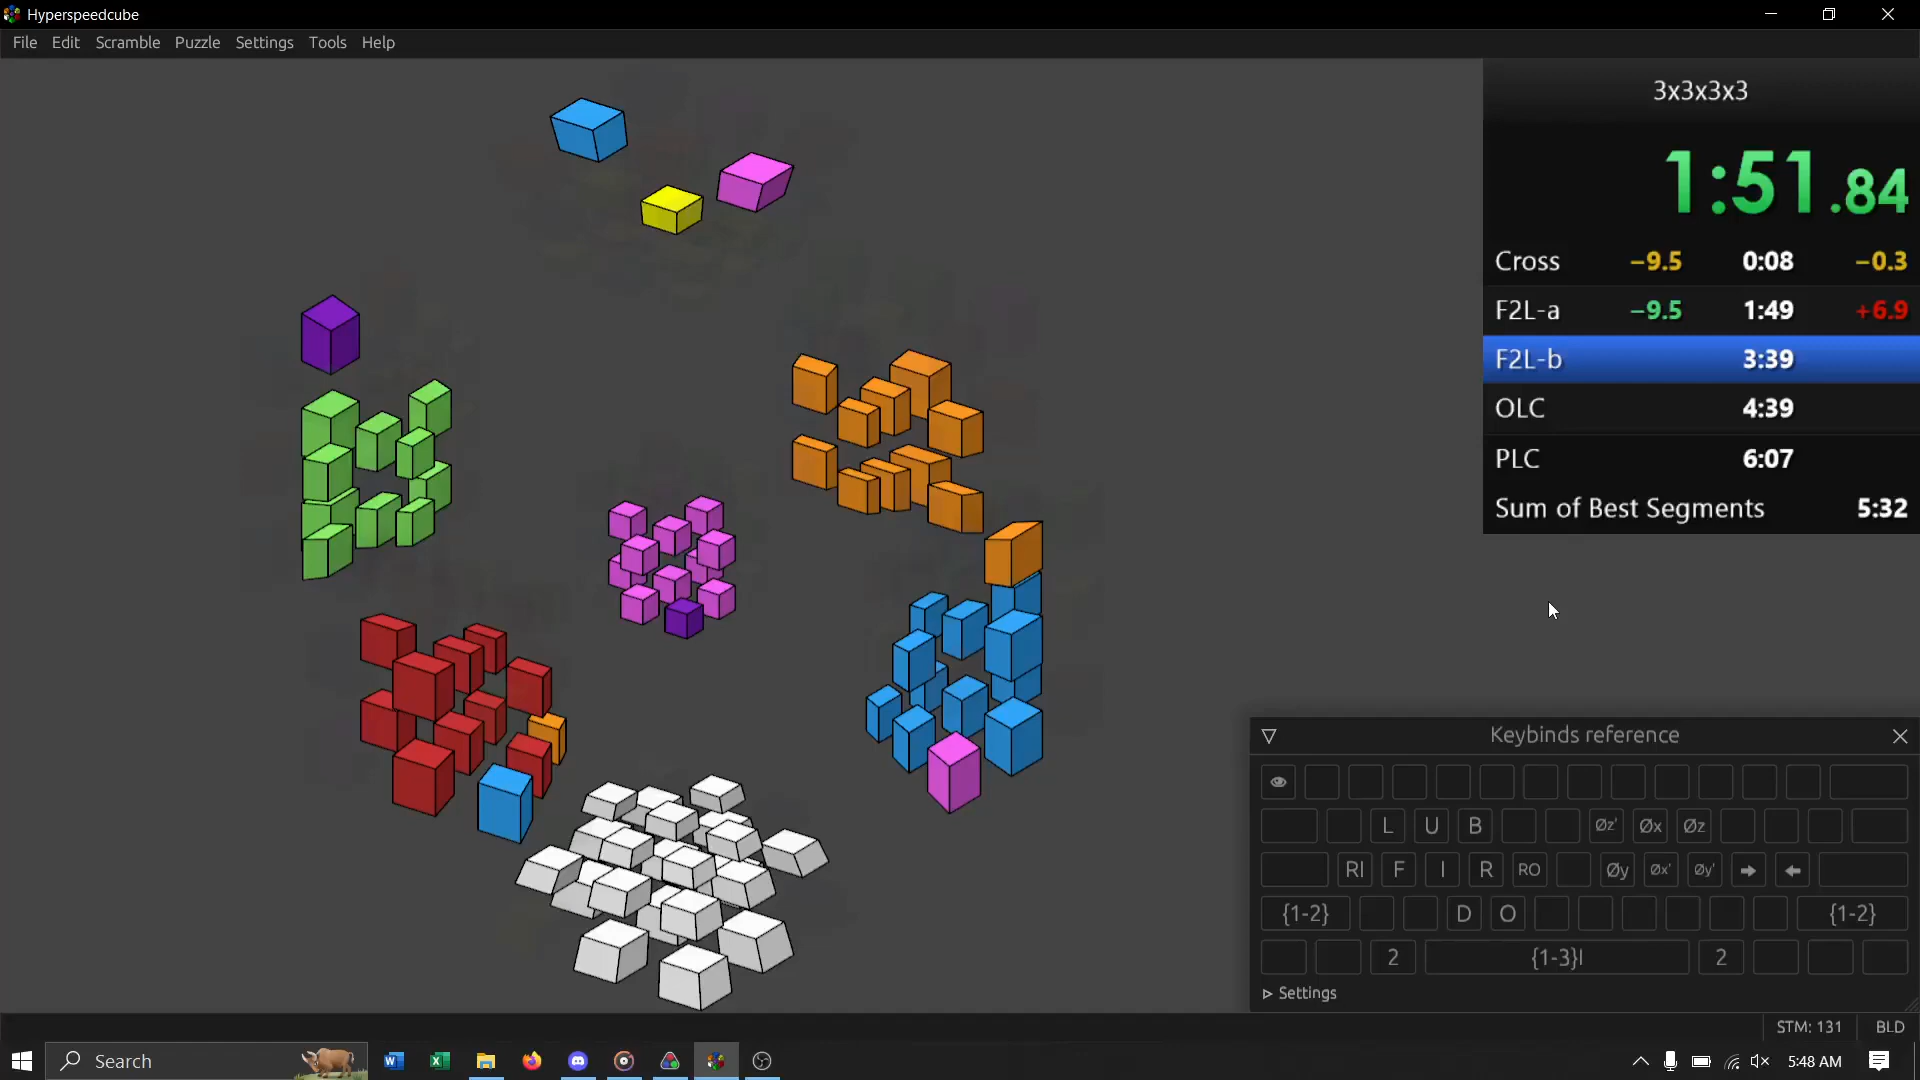 Hyperspeedcube
File Edit Scramble Puzzle Settings Tools Help
3x3x3x3
1:51.84
Cross −9.5 0:08 −0.3
F2L-a −9.5 1:49 +6.9
F2L-b 3:39
OLC 4:39
PLC 6:07
Sum of Best Segments 5:32
Keybinds reference
L U B Øz' Øx Øz
RI F I R RO Øy Øx' Øy'
{1-2} D O {1-2}
2 {1-3}I 2
Settings
STM: 131 BLD
Search 5:48 AM